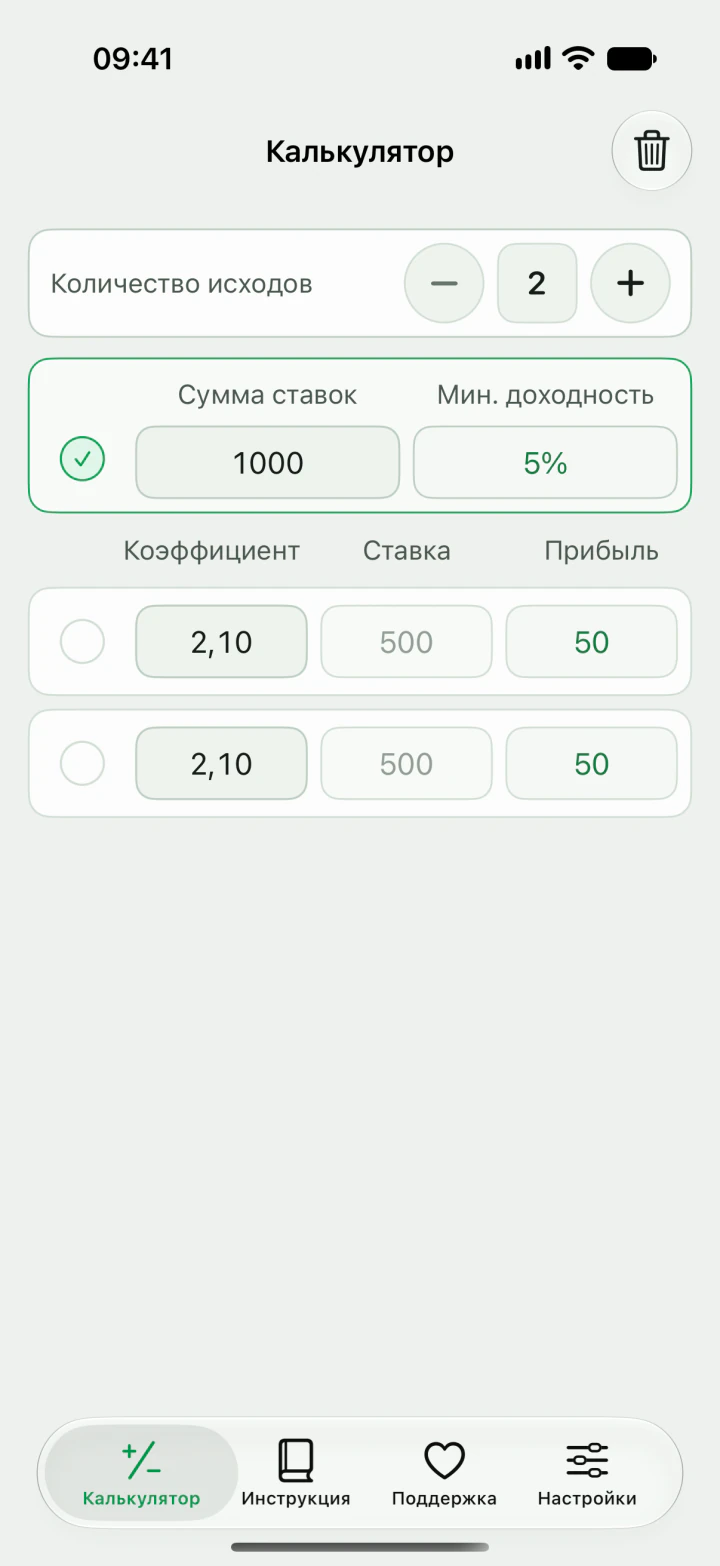 09:41
Калькулятор
Количество исходов − 2 +
Сумма ставок Мин. доходность
1000 5%
Коэффициент Ставка Прибыль
2,10 500 50
2,10 500 50
Калькулятор Инструкция Поддержка Настройки